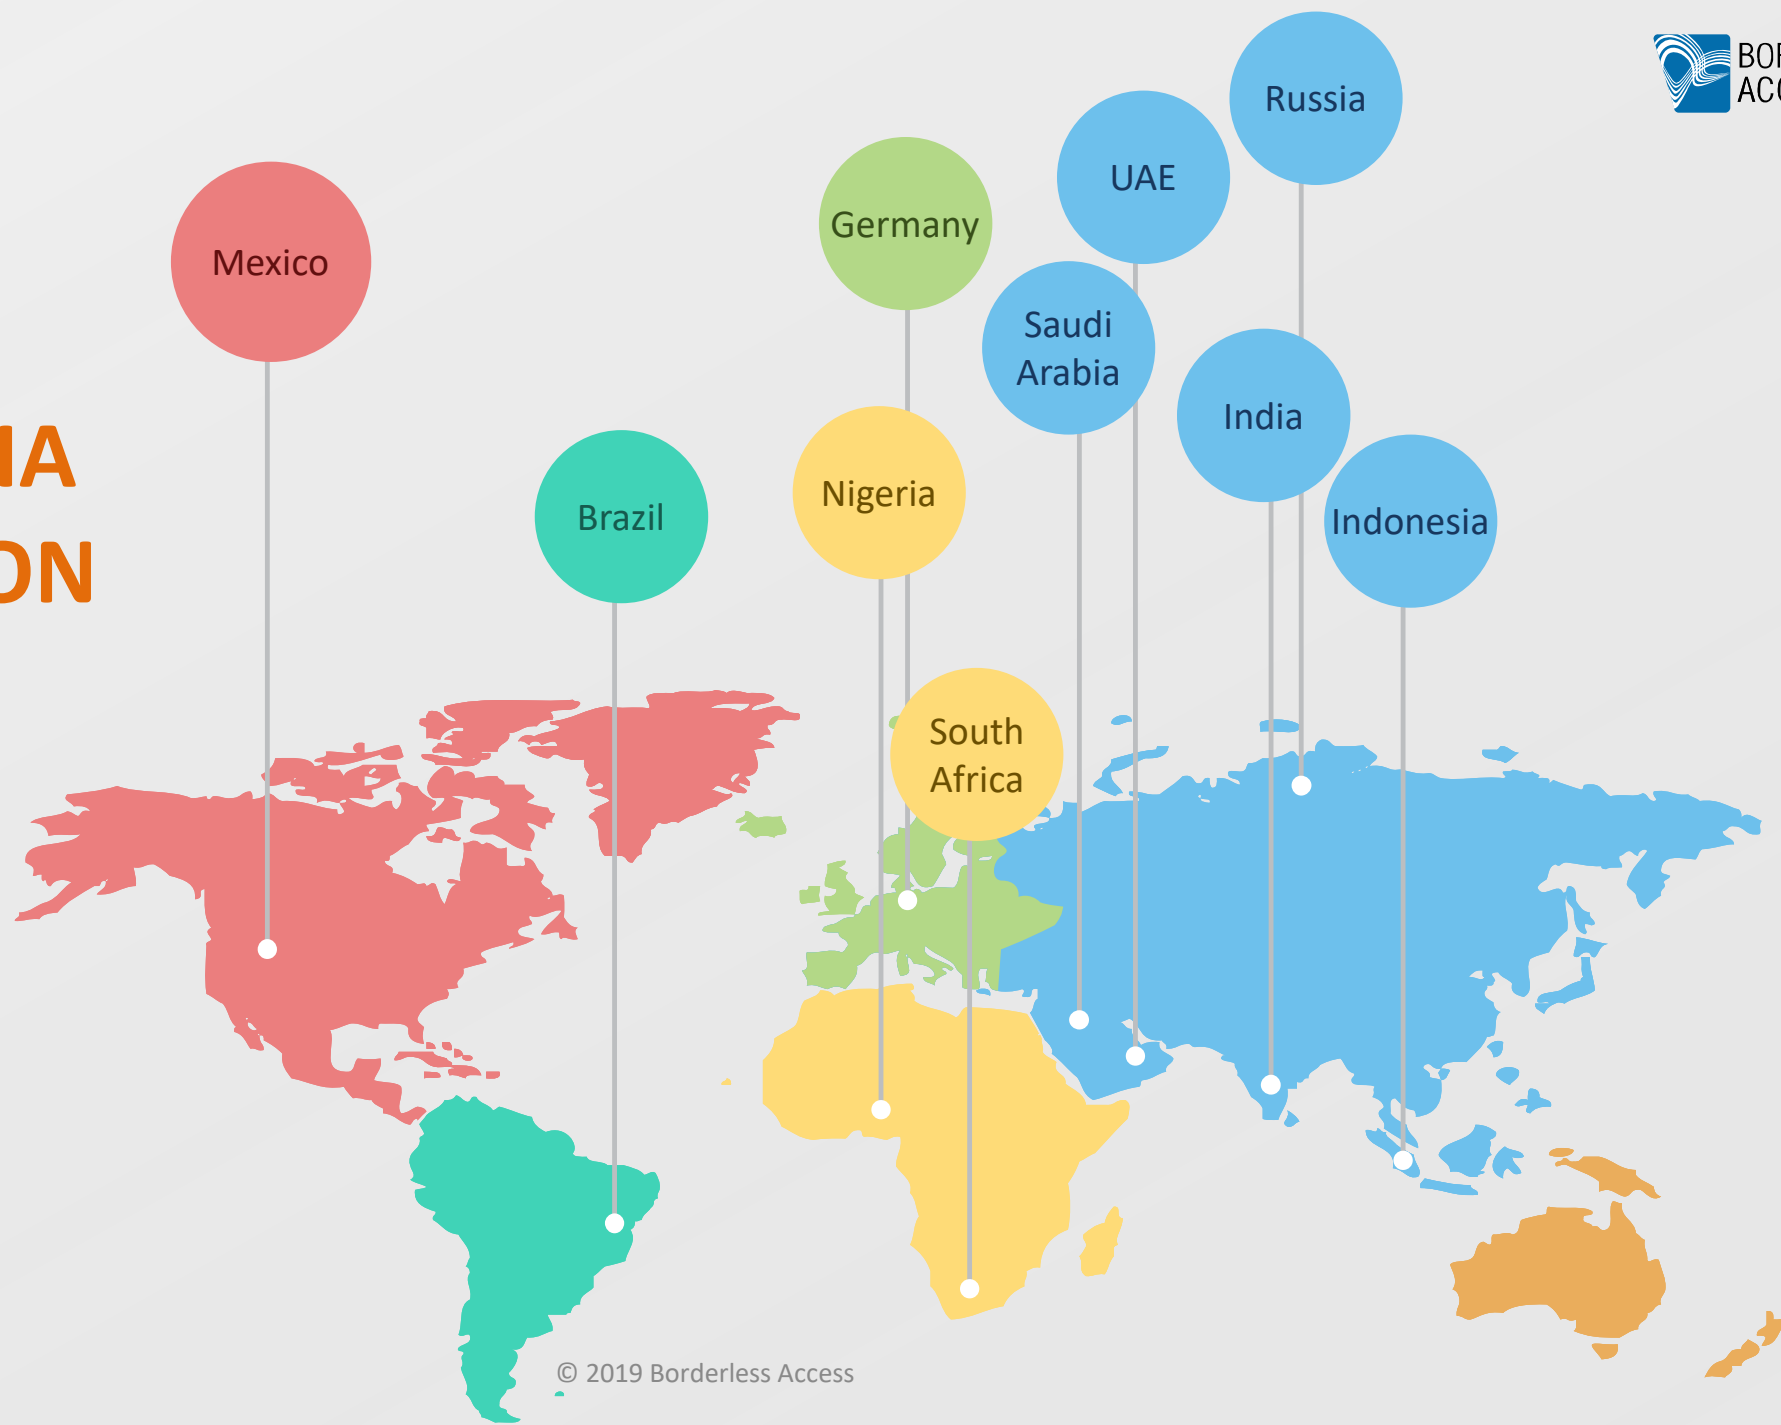 Russia
UAE
Germany
Mexico
Saudi
Arabia
India
Nigeria
Brazil
Indonesia
South
Africa
© 2019 Borderless Access